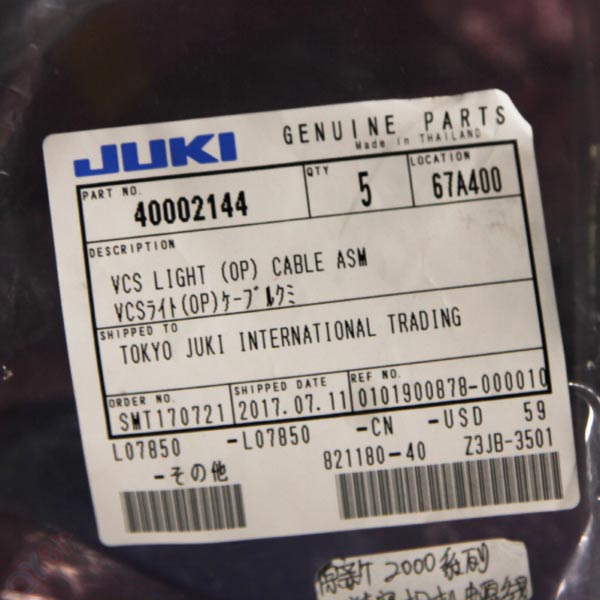 JUKI GENUINE PARTS
Made in THAILAND
PART NO. QTY LOCATION
40002144 5 67A400
DESCRIPTION
VCS LIGHT (OP) CABLE ASM
VCSライト(OP)ケーブルクミ
SHIPPED TO
TOKYO JUKI INTERNATIONAL TRADING
ORDER NO. SHIPPED DATE REF NO.
SMT170721 2017.07.11 0101900878-000010
L07850 -L07850 -CN -USD 59
-その他 821180-40 Z3JB-3501
2000